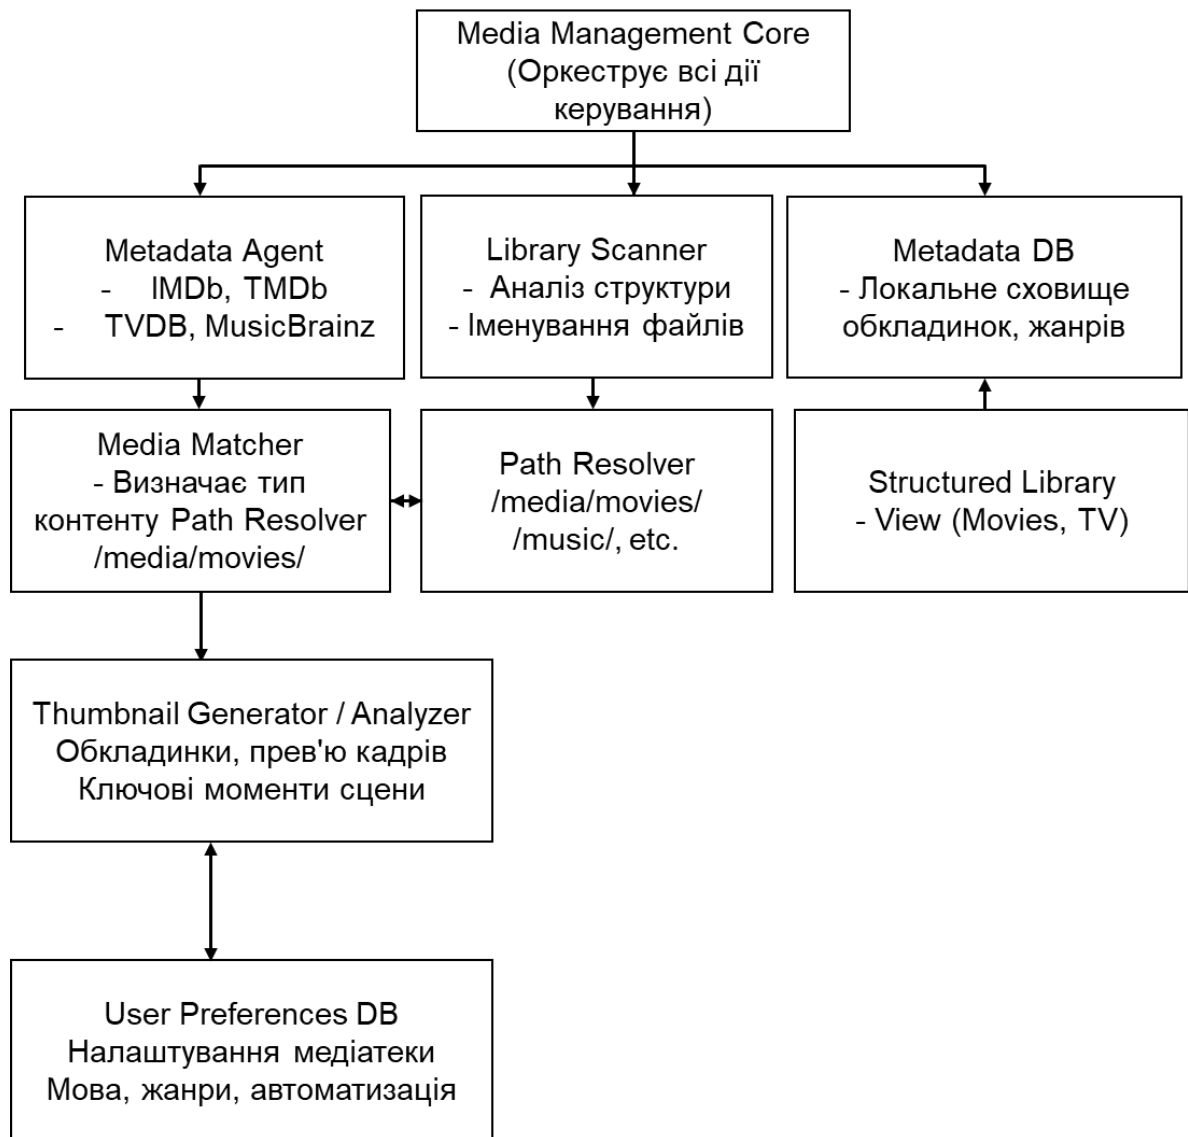 Media Management Core
(Оркеструє всі дії
керування)
Metadata Agent
- IMDb, TMDb
- TVDB, MusicBrainz
Library Scanner
- Аналіз структури
- Іменування файлів
Metadata DB
- Локальне сховище
обкладинок, жанрів
Media Matcher
- Визначає тип
контенту Path Resolver
/media/movies/
Path Resolver
/media/movies/
/music/, etc.
Structured Library
- View (Movies, TV)
Thumbnail Generator / Analyzer
Обкладинки, прев'ю кадрів
Ключові моменти сцени
User Preferences DB
Налаштування медіатеки
Мова, жанри, автоматизація